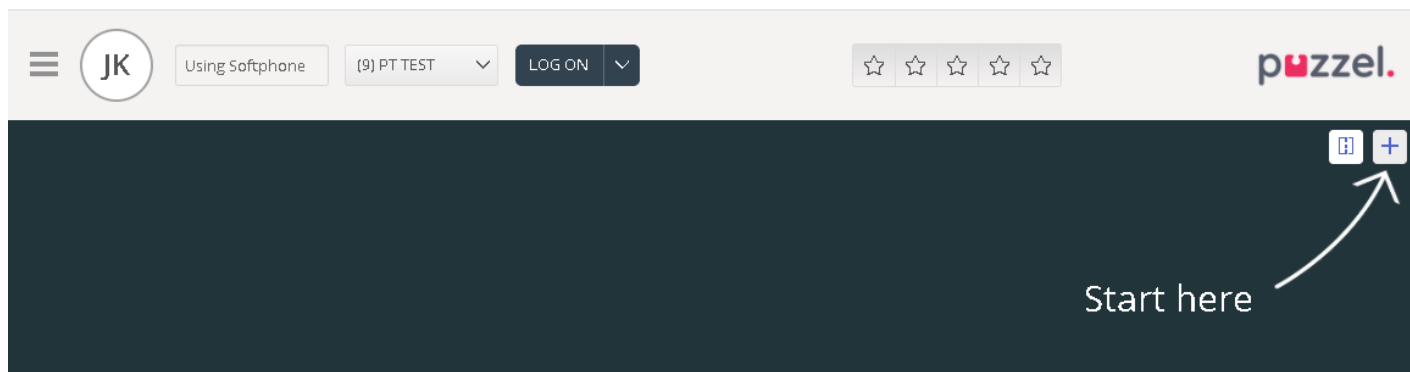 JK
Using Softphone
(9) PT TEST
LOG ON
puzzel.
Start here